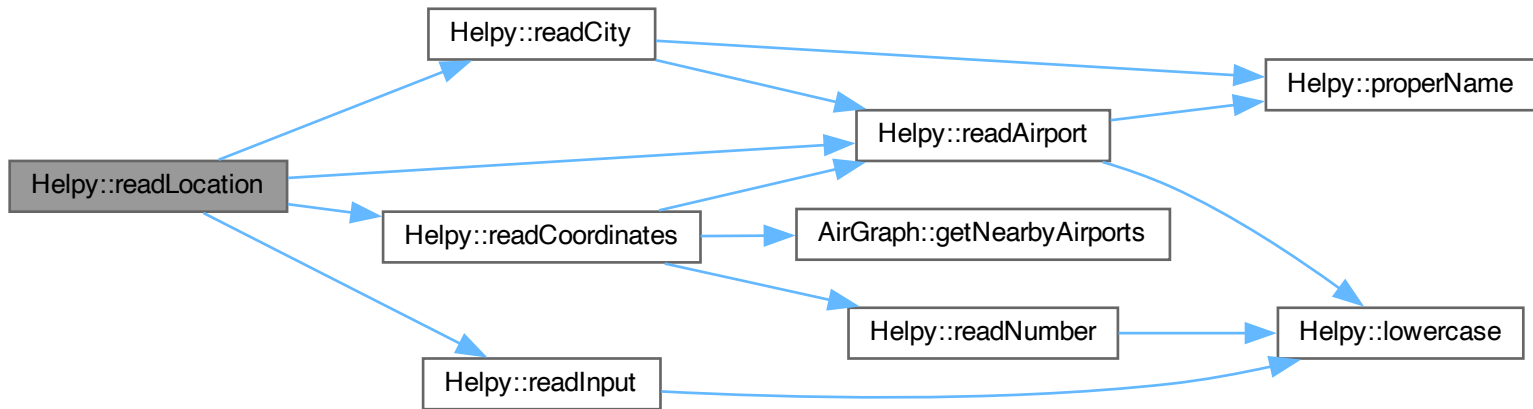 Helpy::readCity
Helpy::properName
Helpy::readAirport
Helpy::readLocation
Helpy::readCoordinates
AirGraph::getNearbyAirports
Helpy::readNumber
Helpy::lowercase
Helpy::readInput